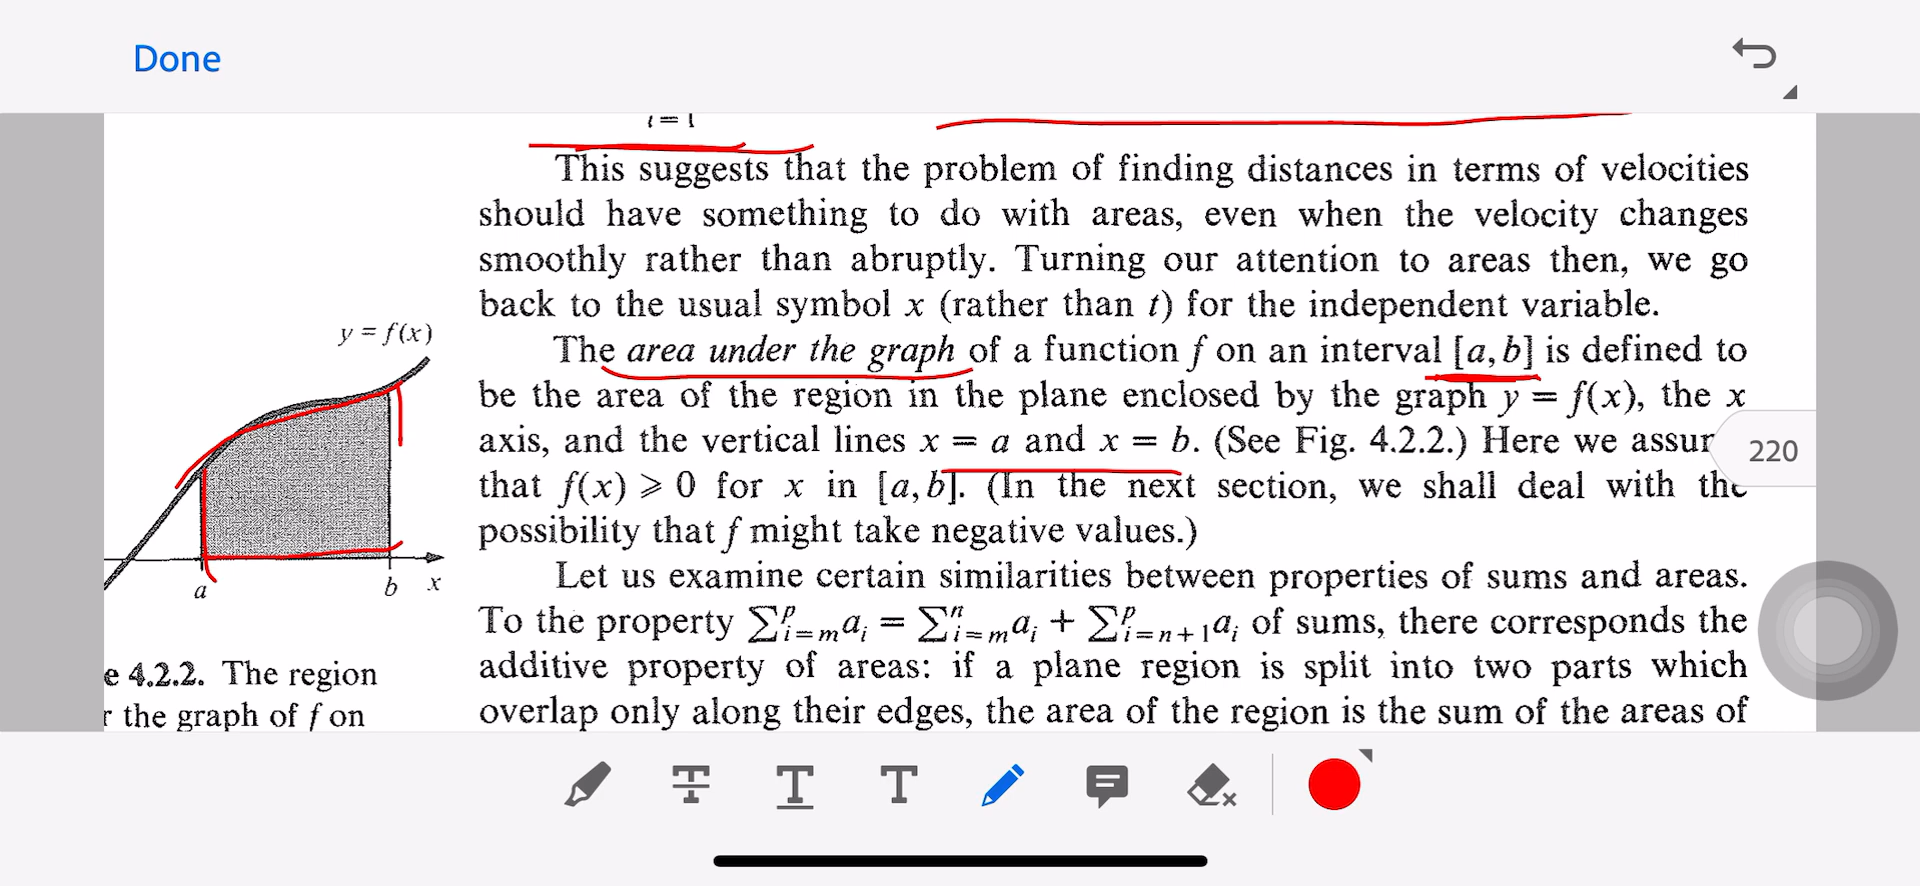 Done
i = 1
This suggests that the problem of finding distances in terms of velocities
should have something to do with areas, even when the velocity changes
smoothly rather than abruptly. Turning our attention to areas then, we go
back to the usual symbol x (rather than t) for the independent variable.
The area under the graph of a function f on an interval [a, b] is defined to
be the area of the region in the plane enclosed by the graph y = f(x), the x
axis, and the vertical lines x = a and x = b. (See Fig. 4.2.2.) Here we assum
that f(x) ⩾ 0 for x in [a, b]. (In the next section, we shall deal with the
possibility that f might take negative values.)
Let us examine certain similarities between properties of sums and areas.
To the property ∑ᵖᵢ₌ₘaᵢ = ∑ⁿᵢ₌ₘaᵢ + ∑ᵖᵢ₌ₙ₊₁aᵢ of sums, there corresponds the
additive property of areas: if a plane region is split into two parts which
overlap only along their edges, the area of the region is the sum of the areas of
220
y = f(x)
a
b
x
e 4.2.2. The region
r the graph of f on
T
T
T